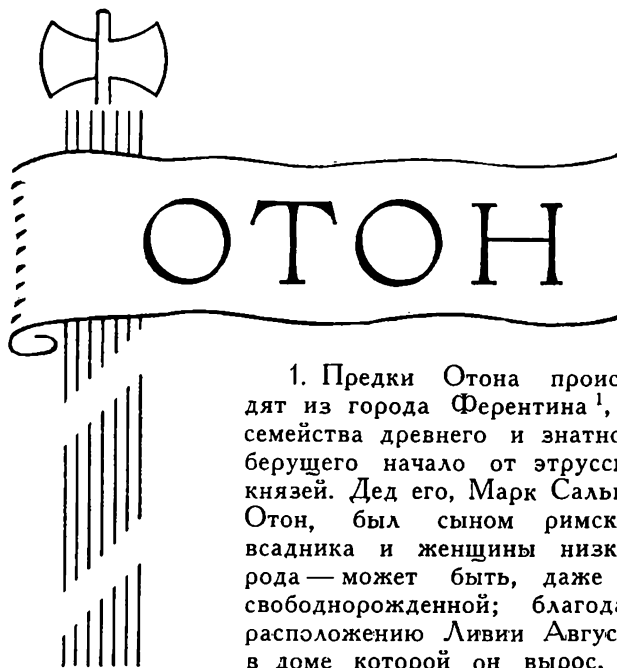 ОТОН
1. Предки Отона проис
дят из города Ферентина ¹,
семейства древнего и знатно
берущего начало от этрусс
князей. Дед его, Марк Саль
Отон, был сыном римск
всадника и женщины низк
рода — может быть, даже
свободнорожденной; благода
расположению Ливии Авгус
в доме которой он вырос,